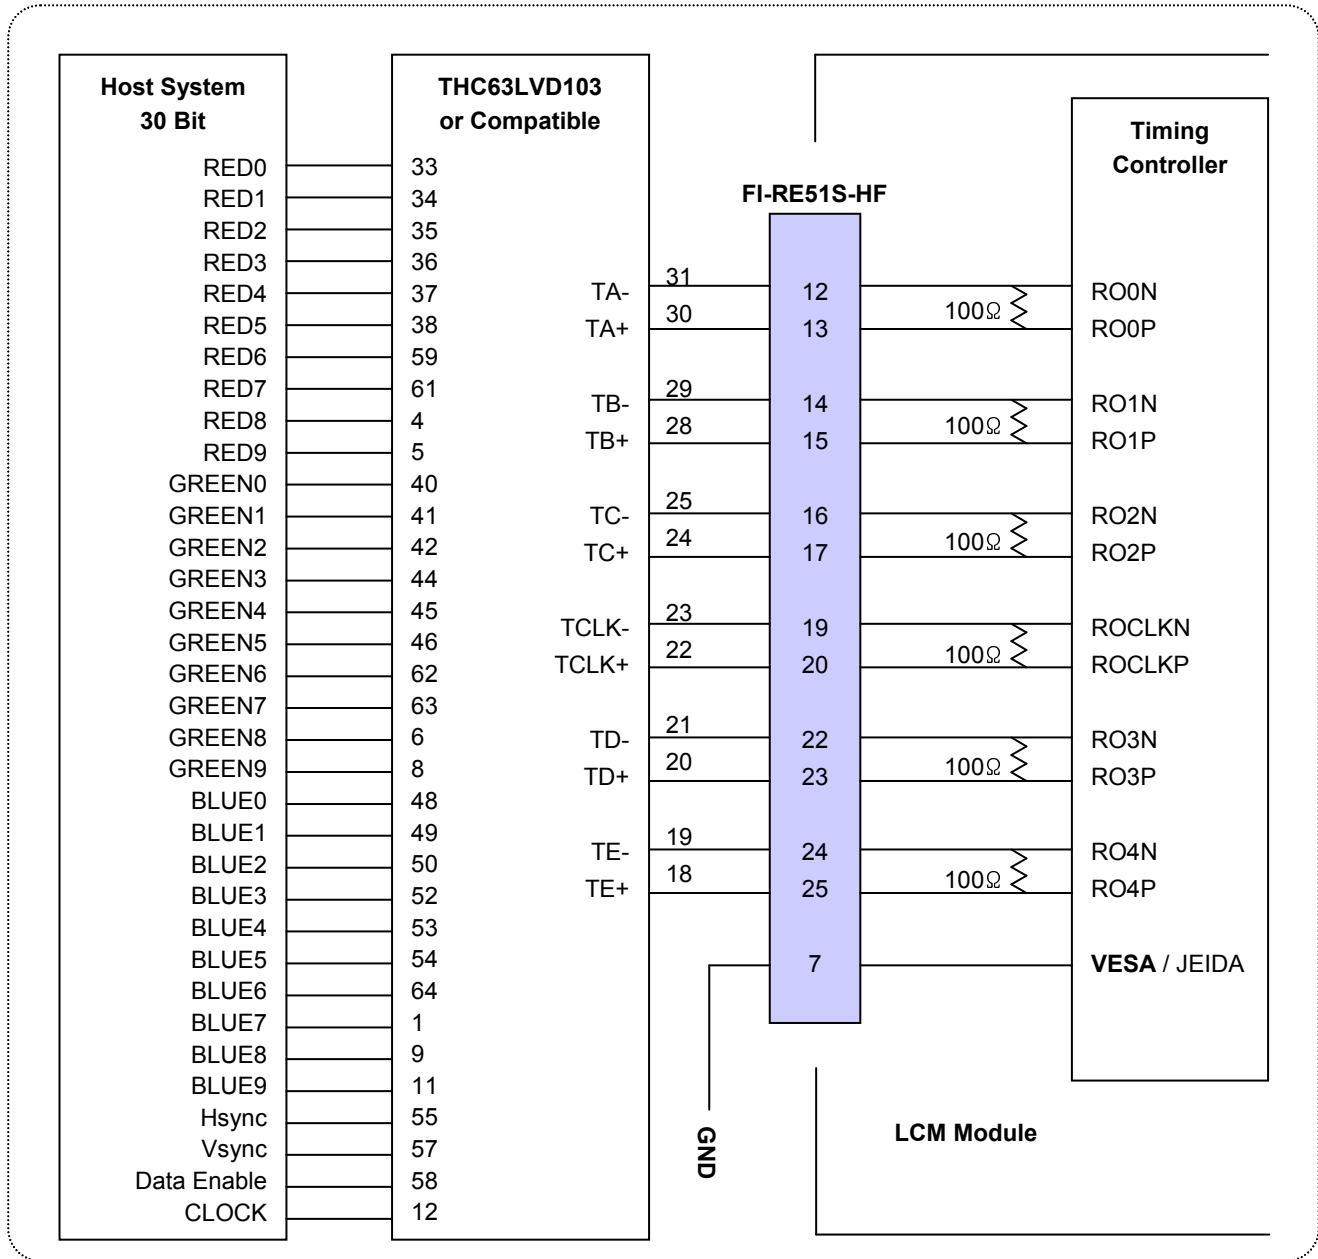 Host System
30 Bit
THC63LVD103
or Compatible
Timing
Controller
FI-RE51S-HF
RED0 33
RED1 34
RED2 35
RED3 36
RED4 37
RED5 38
RED6 59
RED7 61
RED8 4
RED9 5
GREEN0 40
GREEN1 41
GREEN2 42
GREEN3 44
GREEN4 45
GREEN5 46
GREEN6 62
GREEN7 63
GREEN8 6
GREEN9 8
BLUE0 48
BLUE1 49
BLUE2 50
BLUE3 52
BLUE4 53
BLUE5 54
BLUE6 64
BLUE7 1
BLUE8 9
BLUE9 11
Hsync 55
Vsync 57
Data Enable 58
CLOCK 12
TA- 31 12 RO0N
100Ω
TA+ 30 13 RO0P
TB- 29 14 RO1N
100Ω
TB+ 28 15 RO1P
TC- 25 16 RO2N
100Ω
TC+ 24 17 RO2P
TCLK- 23 19 ROCLKN
100Ω
TCLK+ 22 20 ROCLKP
TD- 21 22 RO3N
100Ω
TD+ 20 23 RO3P
TE- 19 24 RO4N
100Ω
TE+ 18 25 RO4P
7 VESA / JEIDA
GND
LCM Module